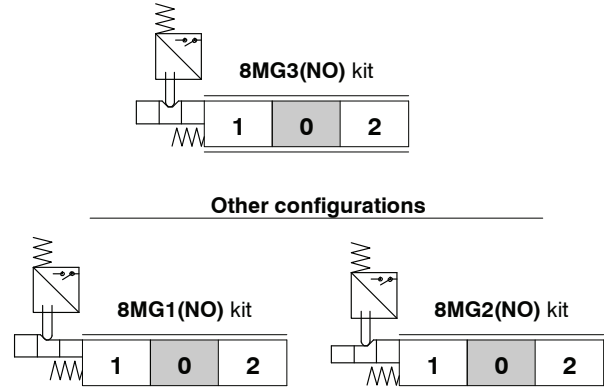 8MG3(NO) kit
1 0 2
Other configurations
8MG1(NO) kit
1 0 2
8MG2(NO) kit
1 0 2